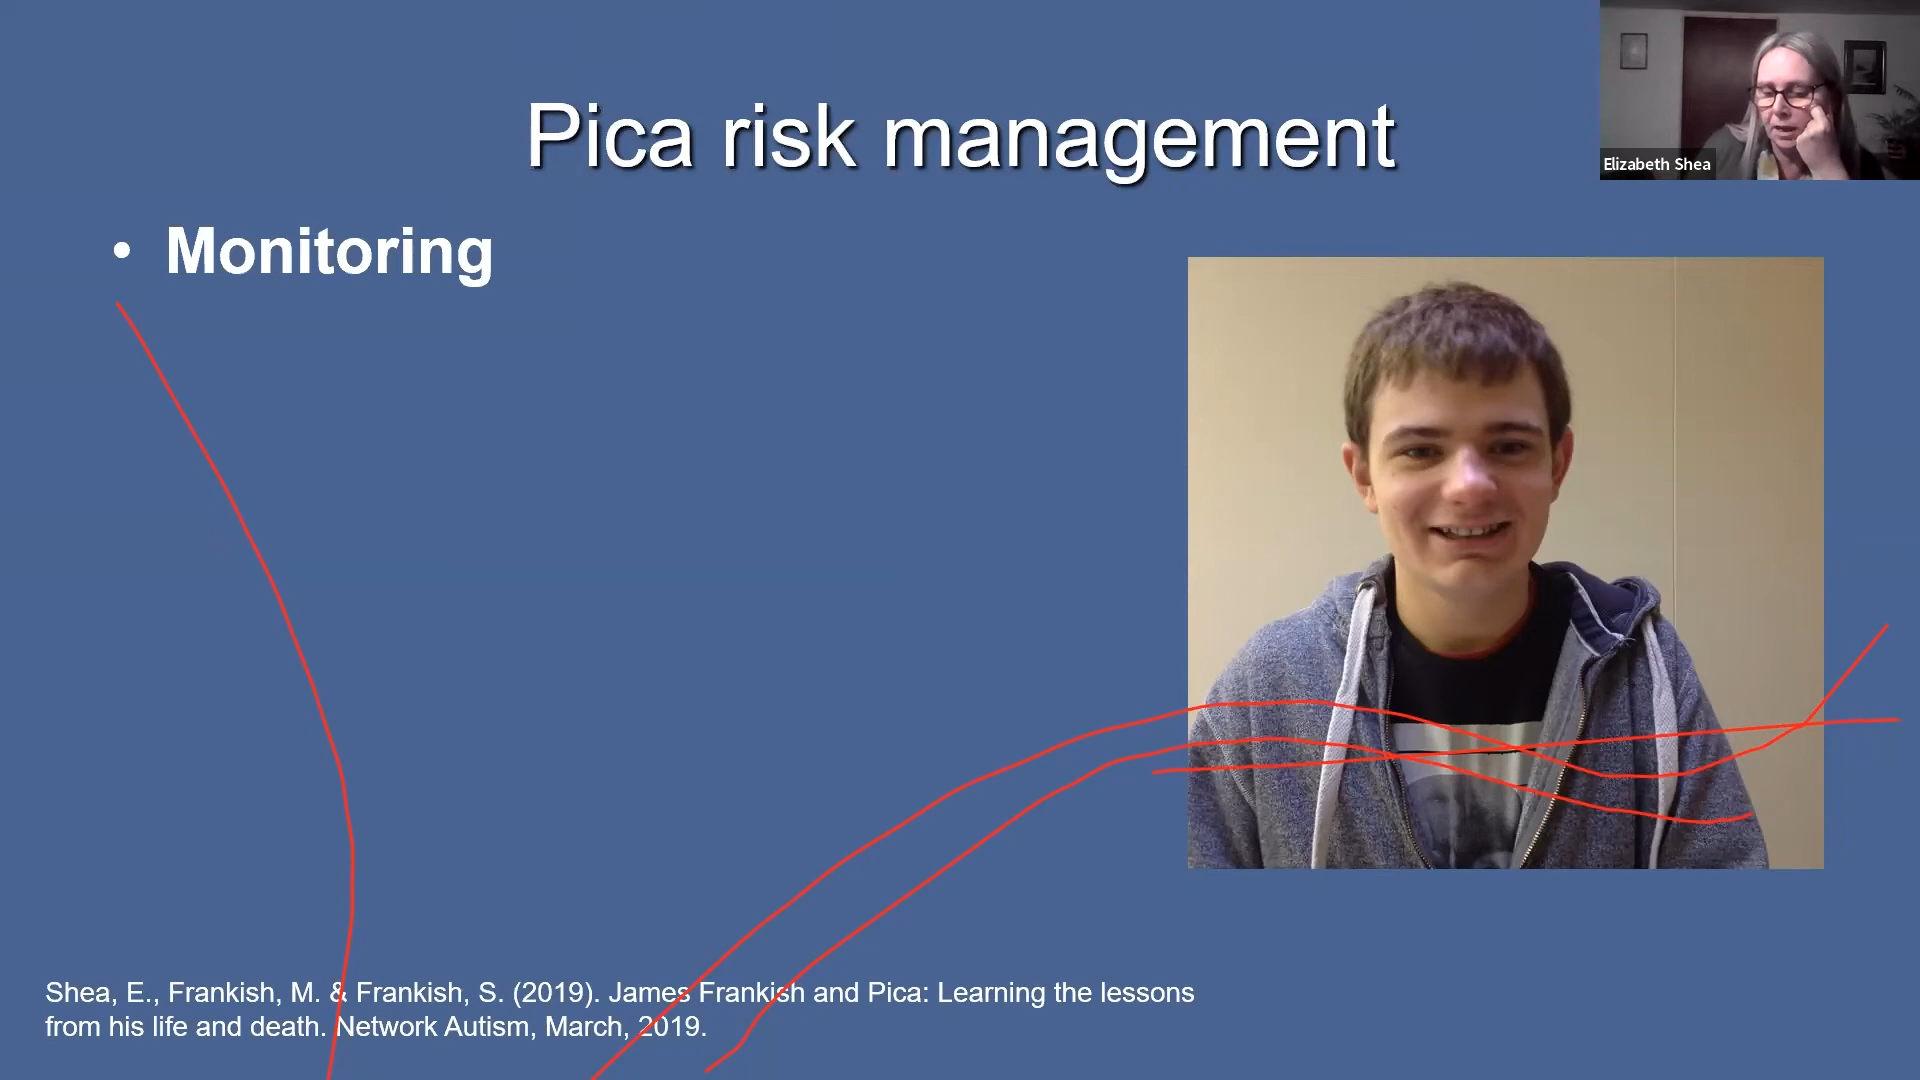 Pica risk management
Elizabeth Shea
• Monitoring
Shea, E., Frankish, M. & Frankish, S. (2019). James Frankish and Pica: Learning the lessons
from his life and death. Network Autism, March, 2019.